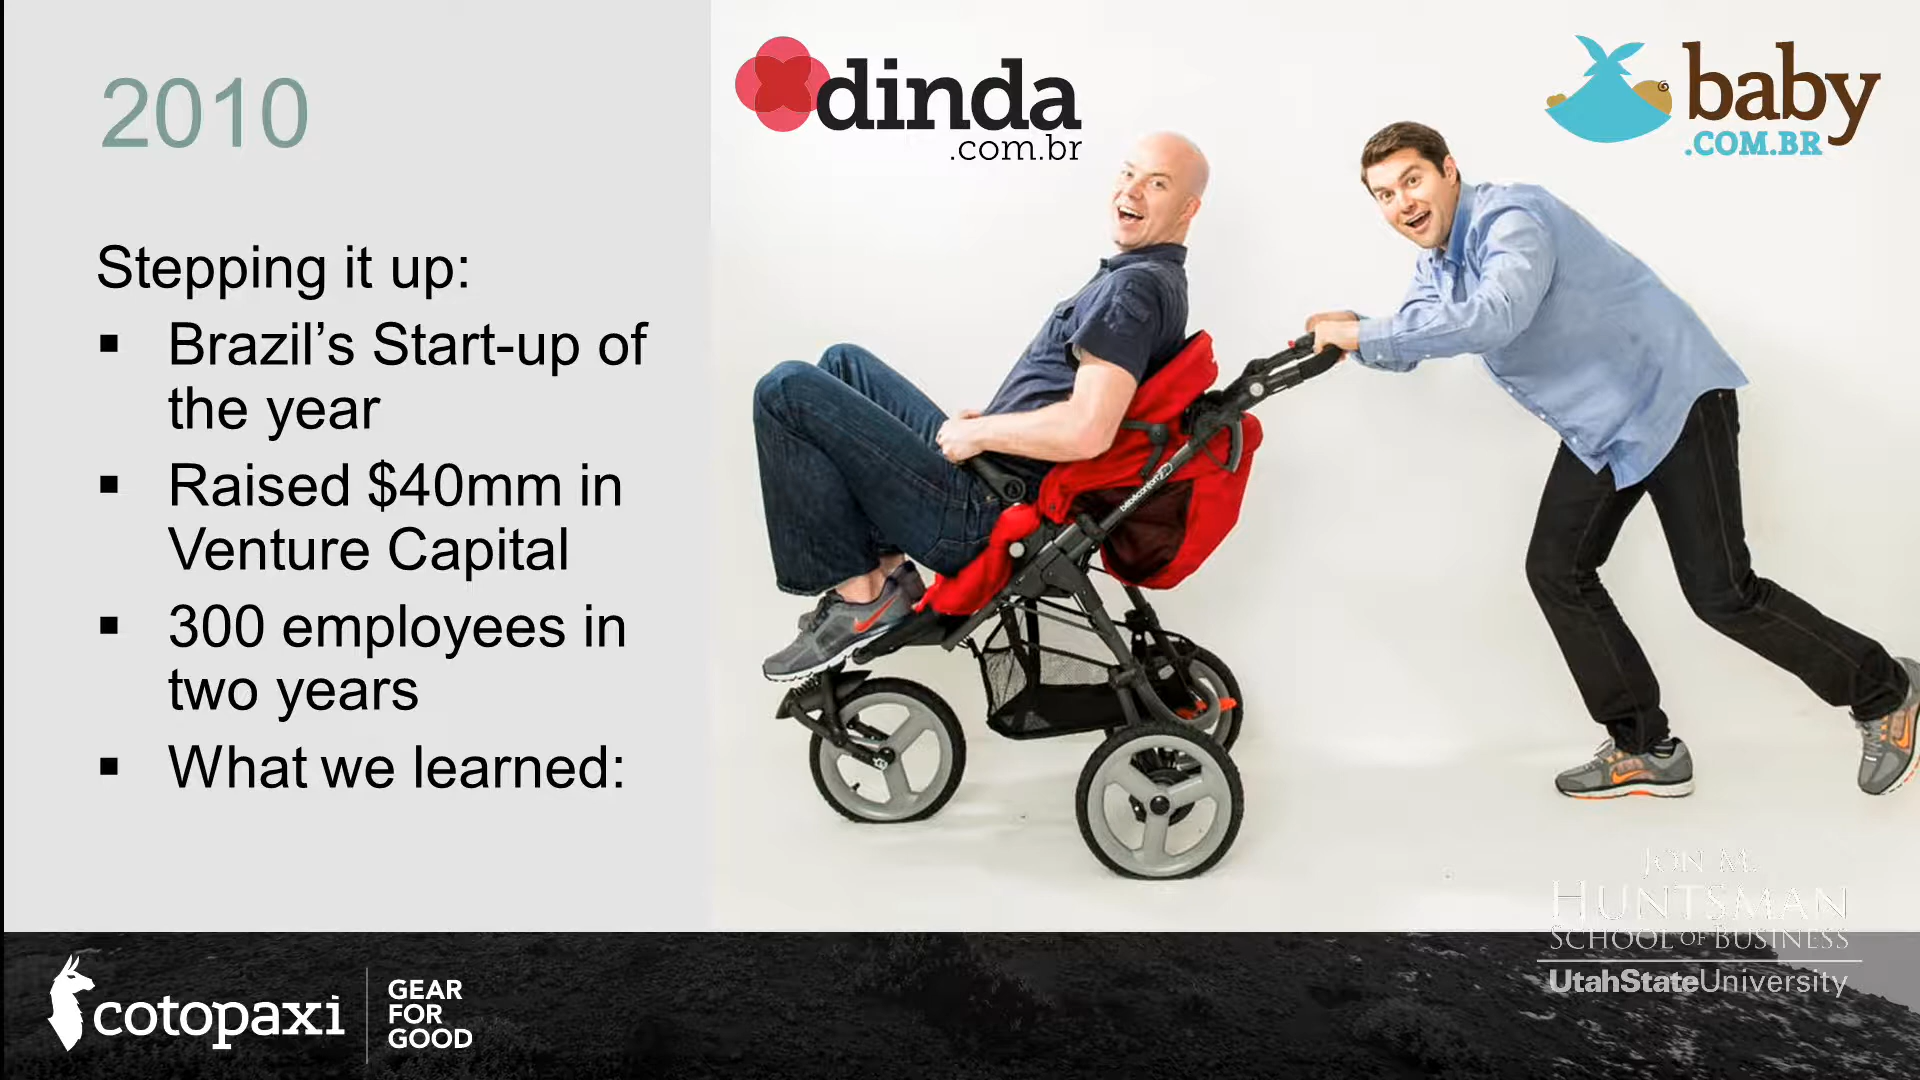 2010
Stepping it up:
▪ Brazil’s Start-up of
the year
▪ Raised $40mm in
Venture Capital
▪ 300 employees in
two years
▪ What we learned:
dinda
.com.br
baby
.COM.BR
bébéconfort
cotopaxi
GEAR
FOR
GOOD
JON M.
HUNTSMAN
SCHOOL OF BUSINESS
UtahStateUniversity